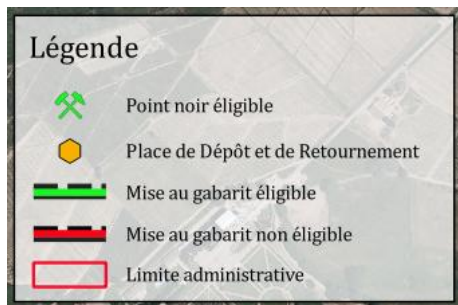 Légende
Point noir éligible
Place de Dépôt et de Retournement
Mise au gabarit éligible
Mise au gabarit non éligible
Limite administrative